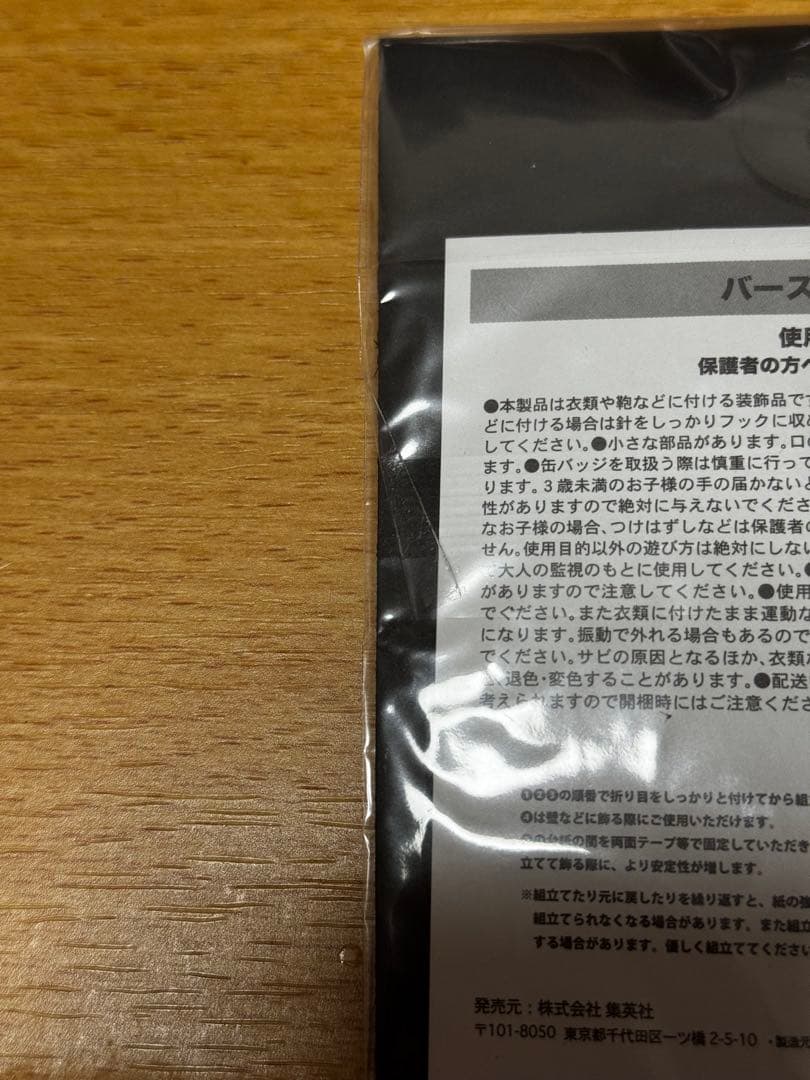 バース
使用
保護者の方へ
●本製品は衣類や鞄などに付ける装飾品です
どに付ける場合は針をしっかりフックに収め
してください。●小さな部品があります。口の
ます。●缶バッジを取扱う際は慎重に行って
ります。3歳未満のお子様の手の届かないと
性がありますので絶対に与えないでくださ
なお子様の場合、つけはずしなどは保護者の
せん。使用目的以外の遊び方は絶対にしない
て大人の監視のもとに使用してください。●
がありますので注意してください。●使用
でください。また衣類に付けたまま運動な
になります。振動で外れる場合もあるので
でください。サビの原因となるほか、衣類が
退色・変色することがあります。●配送
考えられますので開梱時にはご注意くださ
❶❷❸の順番で折り目をしっかりと付けてから組立
❹は壁などに飾る際にご使用いただけます。
の台紙の間を両面テープ等で固定していただき
立てて飾る際に、より安定性が増します。
※組立てたり元に戻したりを繰り返すと、紙の強
組立てられなくなる場合があります。また組立
する場合があります。優しく組立ててください
発売元：株式会社 集英社
〒101-8050 東京都千代田区一ツ橋2-5-10 ・製造元